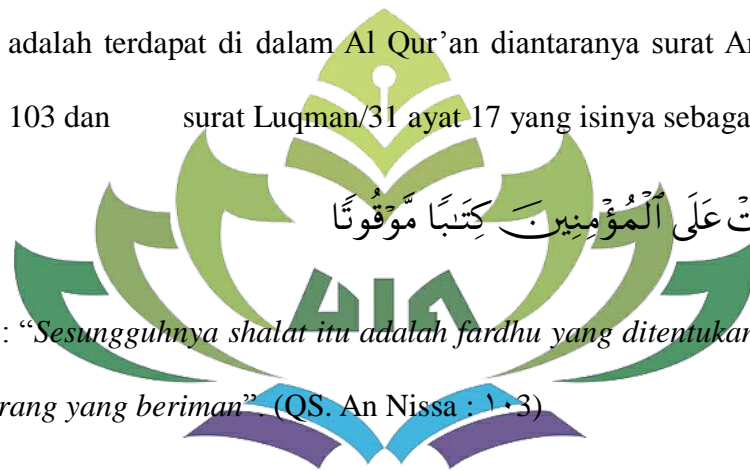 adalah terdapat di dalam Al Qur’an diantaranya surat An
103 dan surat Luqman/31 ayat 17 yang isinya sebaga
تْ عَلَى ٱلْمُؤْمِنِينَ كِتَـٰبًا مَّوْقُوتًا
UIN
: “Sesungguhnya shalat itu adalah fardhu yang ditentukan
rang yang beriman”. (QS. An Nissa : ١٠3)